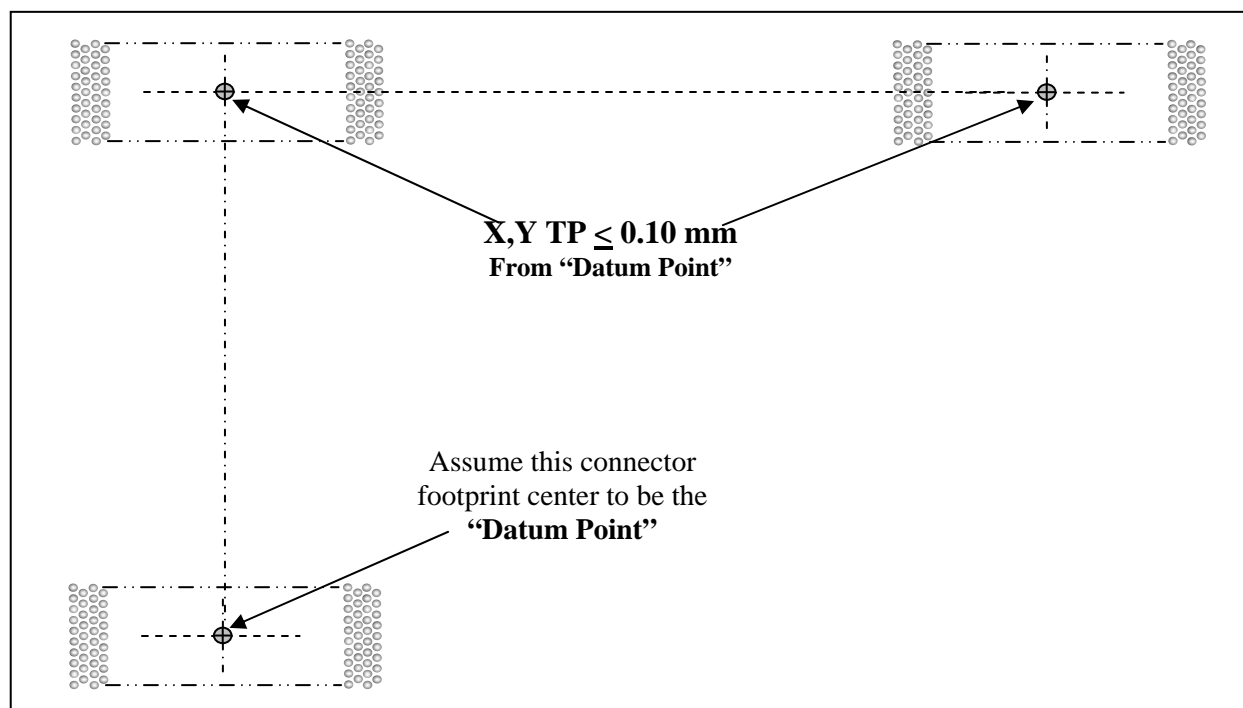 X,Y TP ≤ 0.10 mm
From “Datum Point”
Assume this connector
footprint center to be the
“Datum Point”